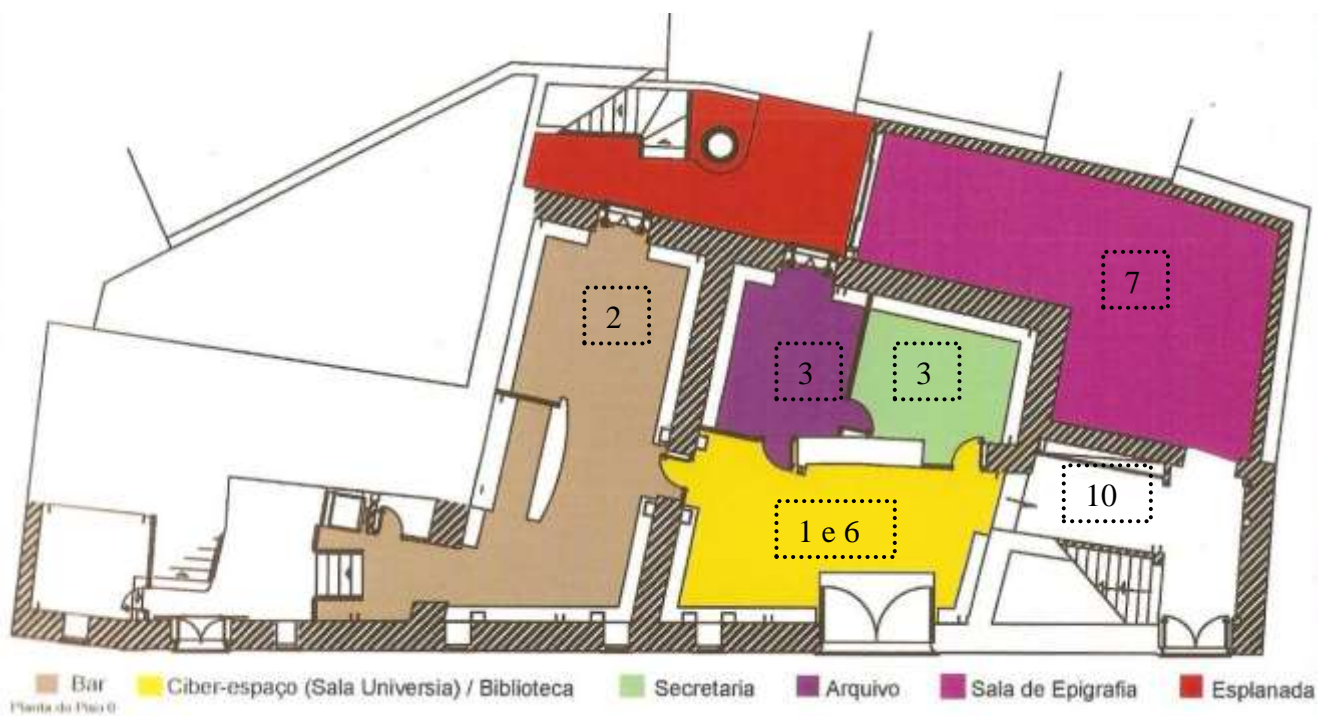 2
7
3
3
10
1 e 6
Bar
Ciber-espaço (Sala Universia) / Biblioteca
Secretaria
Arquivo
Sala de Epigrafia
Esplanada
Planta do Piso 0